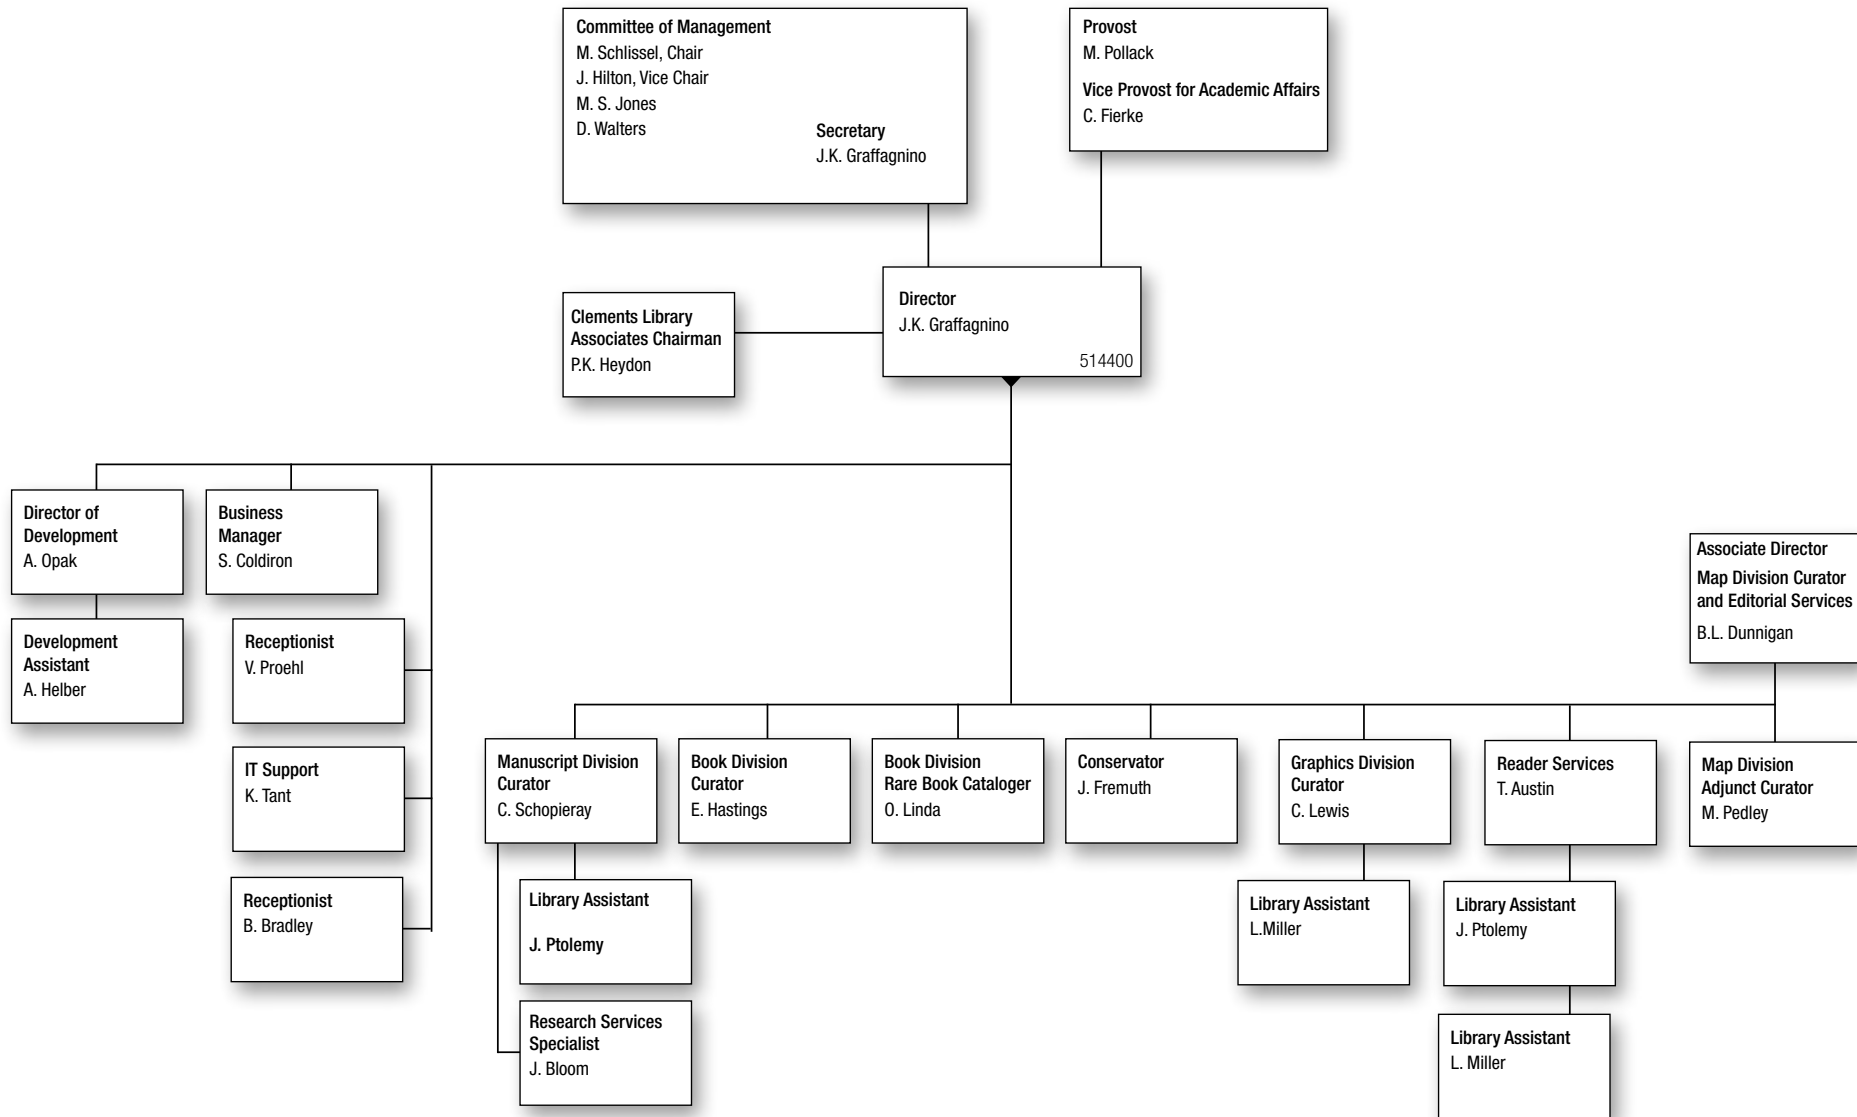 Committee of Management
M. Schlissel, Chair
J. Hilton, Vice Chair
M. S. Jones
D. Walters
Secretary
J.K. Graffagnino
Provost
M. Pollack
Vice Provost for Academic Affairs
C. Fierke
Clements Library
Associates Chairman
P.K. Heydon
Director
J.K. Graffagnino
514400
Director of
Development
A. Opak
Business
Manager
S. Coldiron
Development
Assistant
A. Helber
Receptionist
V. Proehl
IT Support
K. Tant
Receptionist
B. Bradley
Associate Director
Map Division Curator
and Editorial Services
B.L. Dunnigan
Manuscript Division
Curator
C. Schopieray
Book Division
Curator
E. Hastings
Book Division
Rare Book Cataloger
O. Linda
Conservator
J. Fremuth
Graphics Division
Curator
C. Lewis
Reader Services
T. Austin
Map Division
Adjunct Curator
M. Pedley
Library Assistant
J. Ptolemy
Research Services
Specialist
J. Bloom
Library Assistant
L.Miller
Library Assistant
J. Ptolemy
Library Assistant
L. Miller